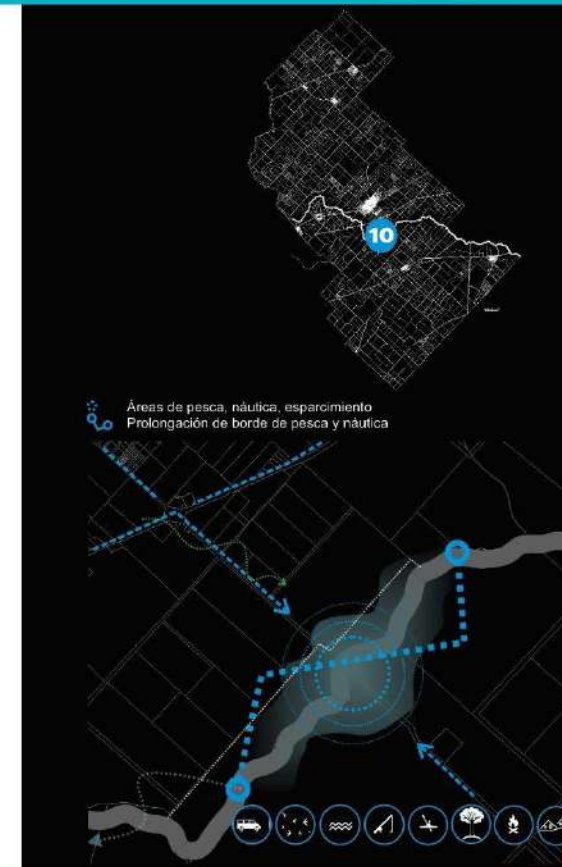 10
Áreas de pesca, náutica, esparcimiento
Prolongación de borde de pesca y náutica